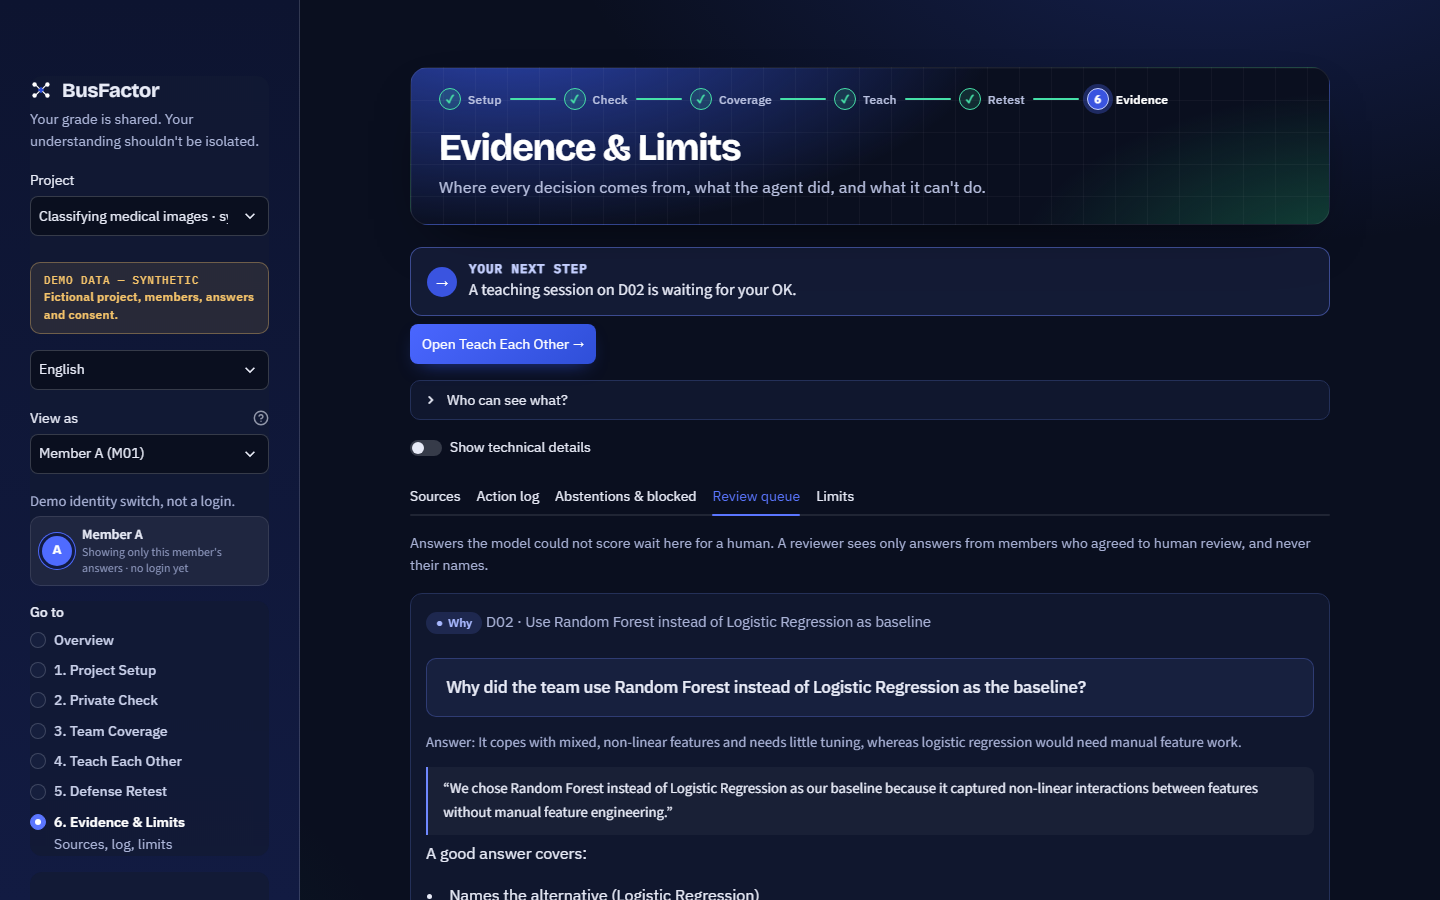 BusFactor
Your grade is shared. Your
understanding shouldn't be isolated.
Project
Classifying medical images · sy
DEMO DATA — SYNTHETIC
Fictional project, members, answers
and consent.
English
View as
Member A (M01)
Demo identity switch, not a login.
A
Member A
Showing only this member's
answers · no login yet
Go to
Overview
1. Project Setup
2. Private Check
3. Team Coverage
4. Teach Each Other
5. Defense Retest
6. Evidence & Limits
Sources, log, limits
✓ Setup ✓ Check ✓ Coverage ✓ Teach ✓ Retest 6 Evidence
Evidence & Limits
Where every decision comes from, what the agent did, and what it can't do.
YOUR NEXT STEP
→ A teaching session on D02 is waiting for your OK.
Open Teach Each Other →
Who can see what?
Show technical details
Sources Action log Abstentions & blocked Review queue Limits
Answers the model could not score wait here for a human. A reviewer sees only answers from members who agreed to human review, and never
their names.
• Why D02 · Use Random Forest instead of Logistic Regression as baseline
Why did the team use Random Forest instead of Logistic Regression as the baseline?
Answer: It copes with mixed, non-linear features and needs little tuning, whereas logistic regression would need manual feature work.
“We chose Random Forest instead of Logistic Regression as our baseline because it captured non-linear interactions between features
without manual feature engineering.”
A good answer covers:
• Names the alternative (Logistic Regression)